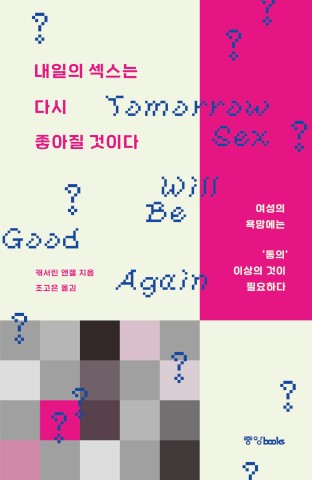 내일의 섹스는
다시
좋아질 것이다
Tomorrow
Sex
Will
Be
Good
Again
여성의
욕망에는
'동의'
이상의 것이
필요하다
캐서린 앤젤 지음
조고은 옮김
중앙books
?
?
?
?
?
?
?
?
?
?
?